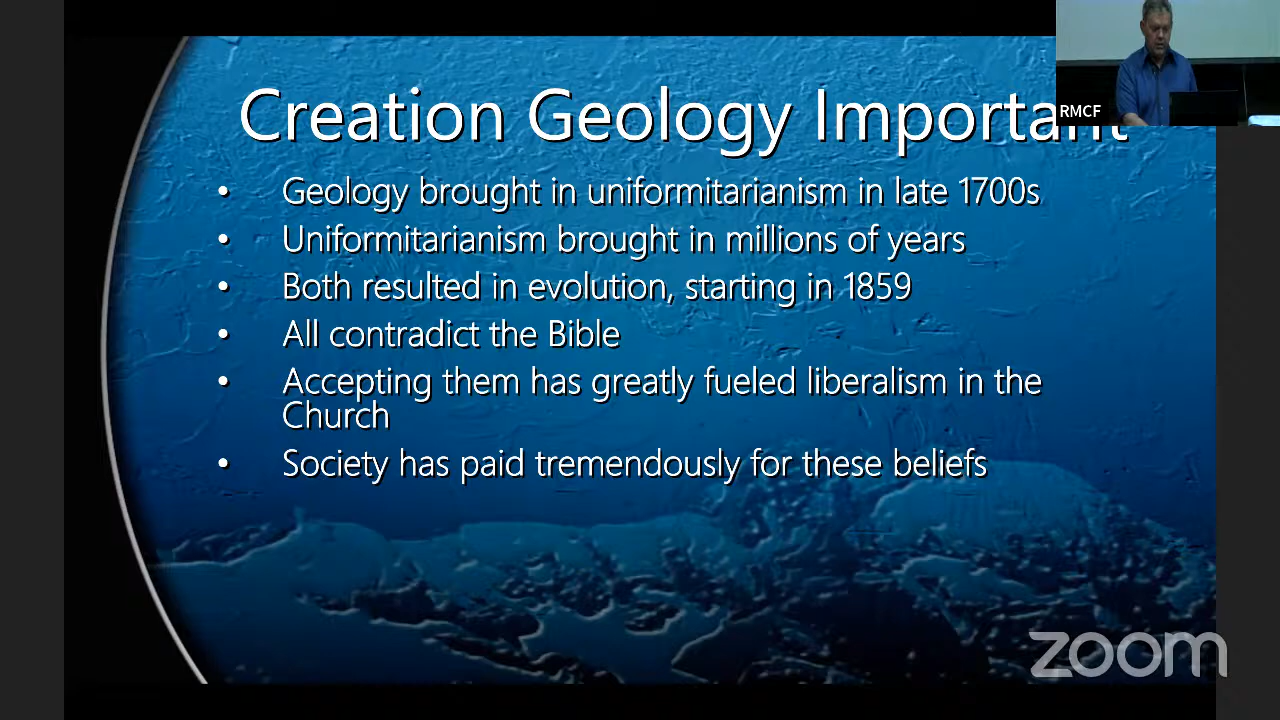 Creation Geology Important
RMCF
• Geology brought in uniformitarianism in late 1700s
• Uniformitarianism brought in millions of years
• Both resulted in evolution, starting in 1859
• All contradict the Bible
• Accepting them has greatly fueled liberalism in the
Church
• Society has paid tremendously for these beliefs
zoom